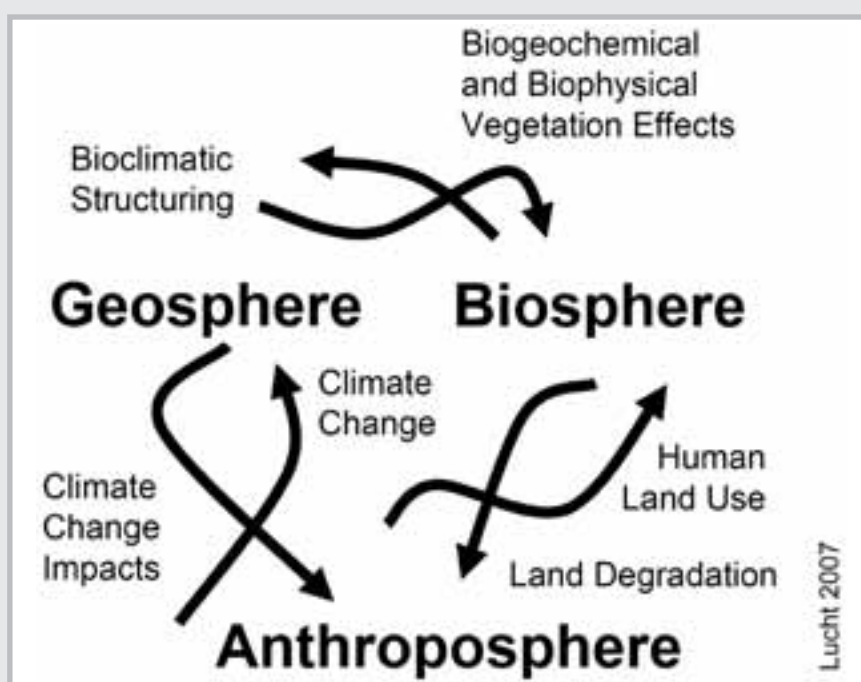 Biogeochemical
and Biophysical
Vegetation Effects
Bioclimatic
Structuring
Geosphere
Biosphere
Climate
Change
Human
Land Use
Climate
Change
Impacts
Land Degradation
Anthroposphere
Lucht 2007